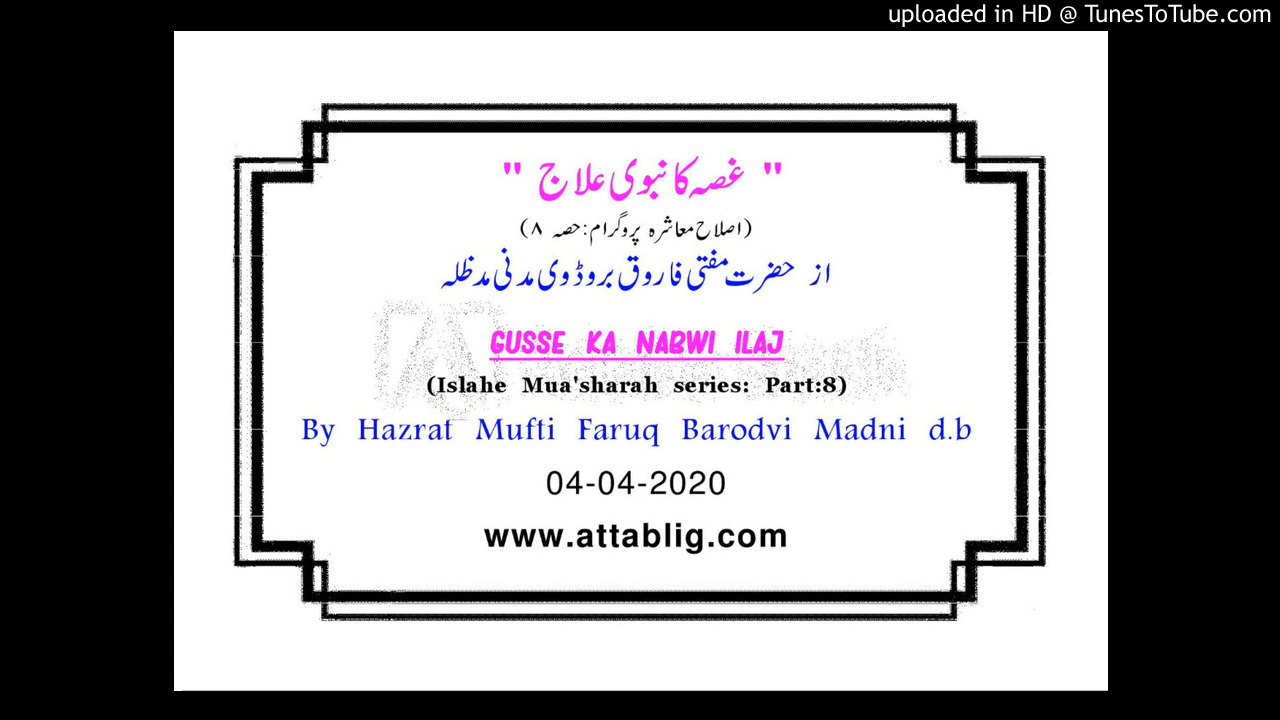 uploaded in HD @ TunesToTube.com
" غصہ کا نبوی علاج "
(اصلاح معاشرہ پروگرام: حصہ ۸)
از حضرت مفتی فاروق بروڈوی مدنی مدظلہ
GUSSE KA NABWI ILAJ
(Islahe Mua'sharah series: Part:8)
By Hazrat Mufti Faruq Barodvi Madni d.b
04-04-2020
www.attablig.com